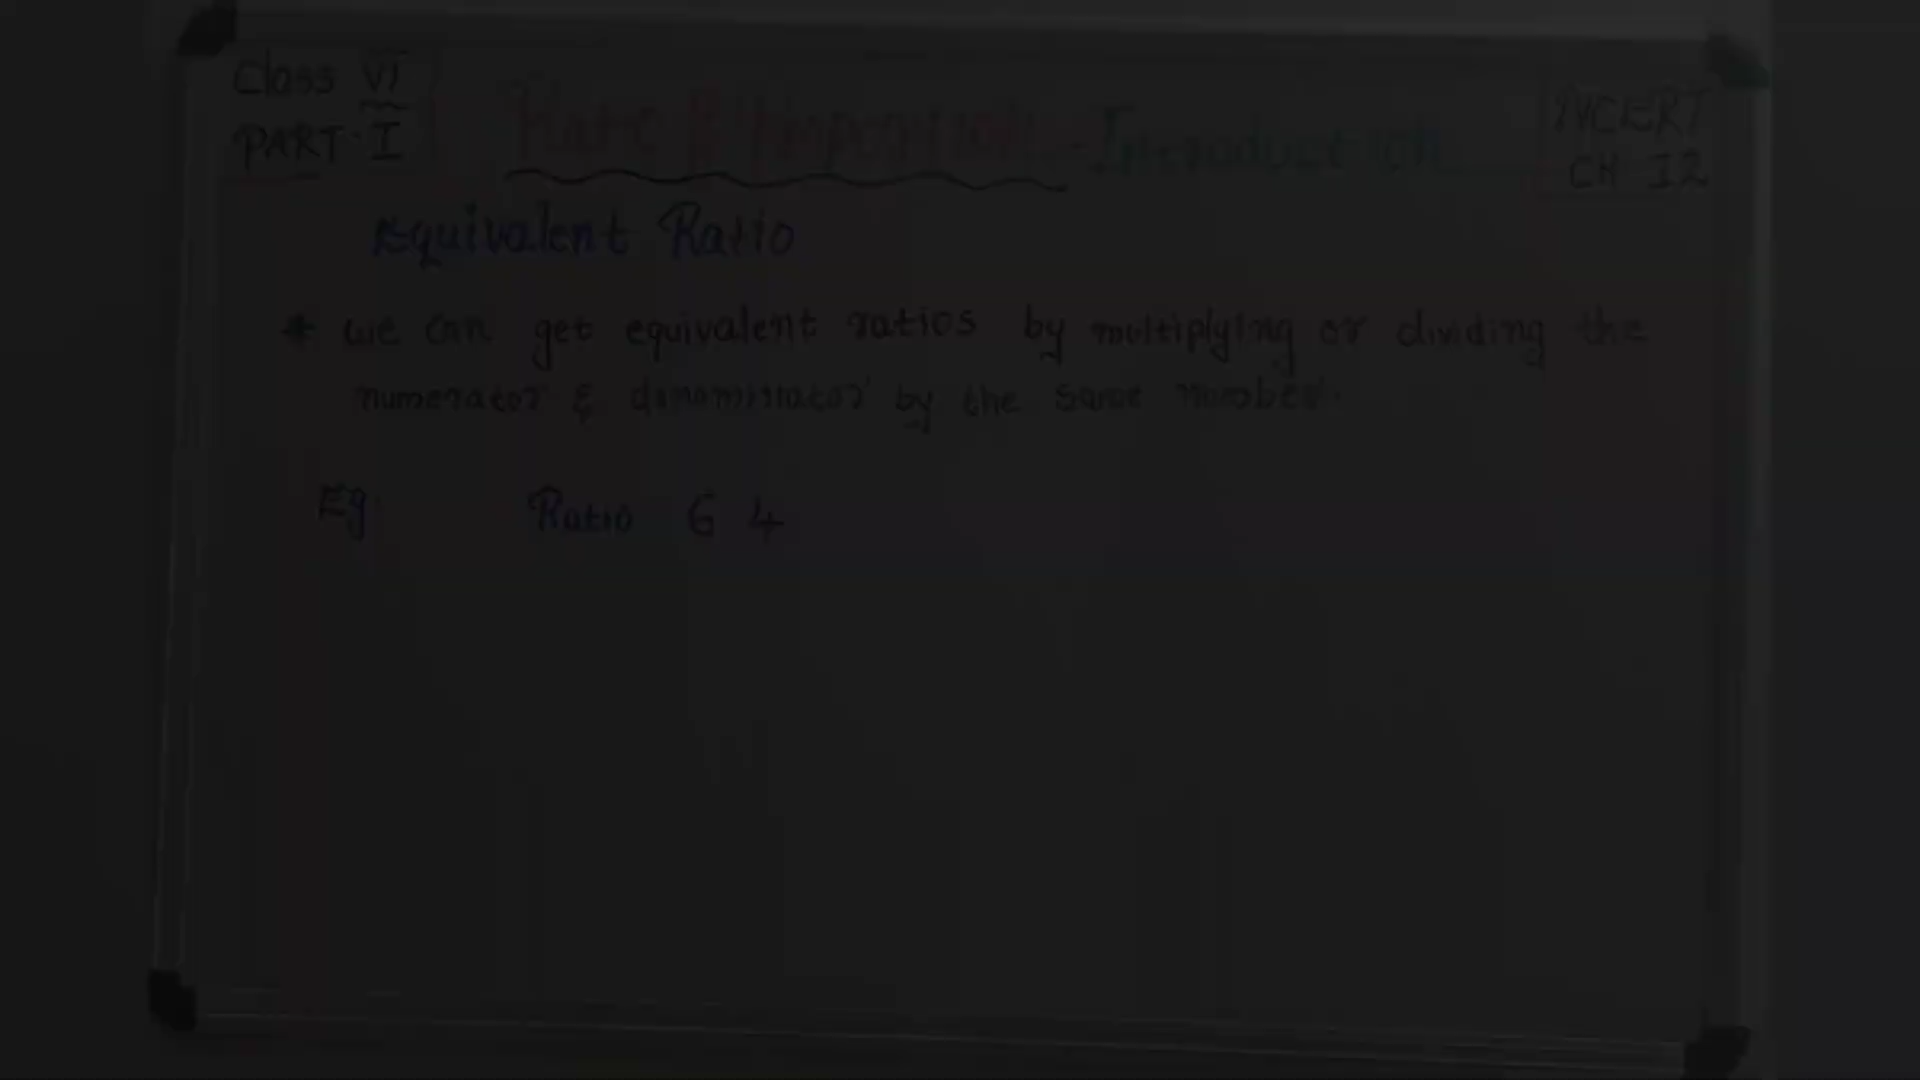 Class VI
PART-I
Ratio & Proportion - Introduction
NCERT
CH 12
Equivalent Ratio
* we can get equivalent ratios by multiplying or dividing the
numerator & denominator by the same number.
Eg Ratio 6 4